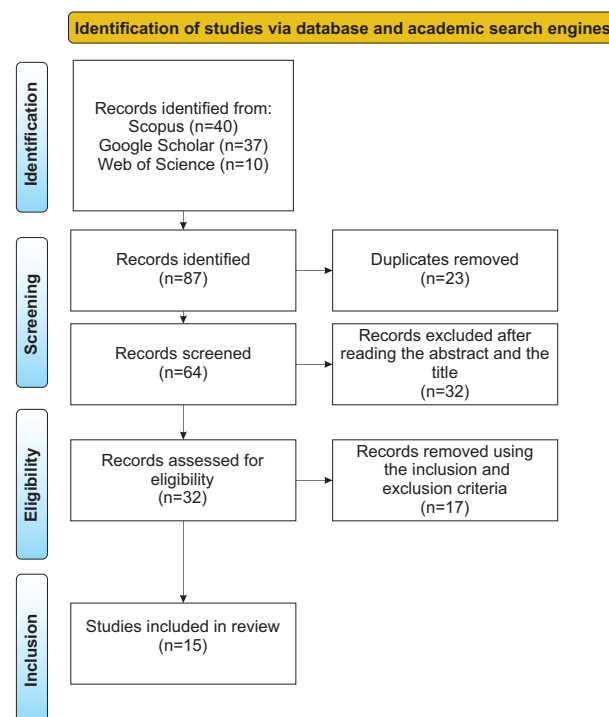 Identification of studies via database and academic search engines
Identification
Records identified from:
Scopus (n=40)
Google Scholar (n=37)
Web of Science (n=10)
Screening
Records identified
(n=87)
Duplicates removed
(n=23)
Records screened
(n=64)
Records excluded after
reading the abstract and the
title
(n=32)
Eligibility
Records assessed for
eligibility
(n=32)
Records removed using
the inclusion and
exclusion criteria
(n=17)
Inclusion
Studies included in review
(n=15)